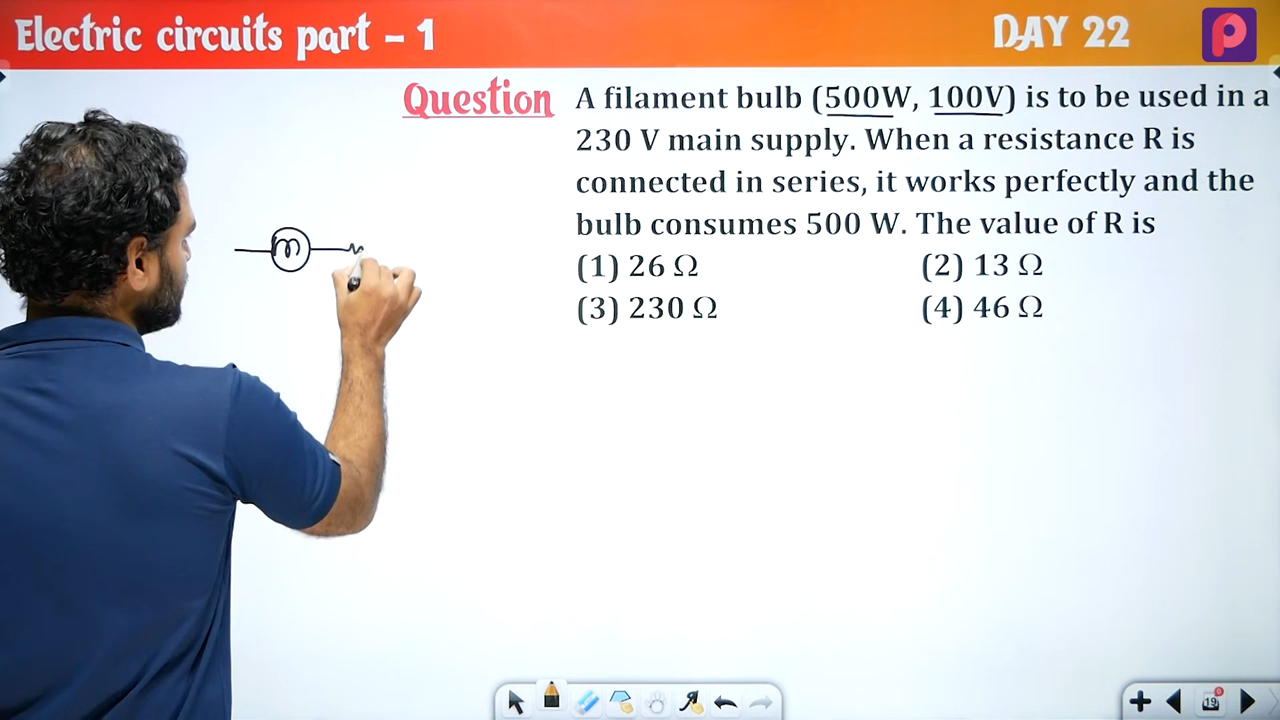 Electric circuits part – 1
DAY 22
Question
A filament bulb (500W, 100V) is to be used in a
230 V main supply. When a resistance R is
connected in series, it works perfectly and the
bulb consumes 500 W. The value of R is
(1) 26 Ω
(2) 13 Ω
(3) 230 Ω
(4) 46 Ω
19
6